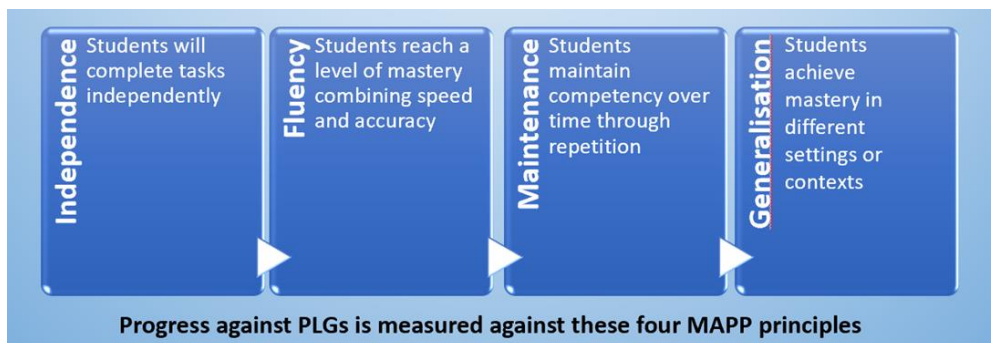 Independence
Students will
complete tasks
independently
Fluency
Students reach a
level of mastery
combining speed
and accuracy
Maintenance
Students
maintain
competency over
time through
repetition
Generalisation
Students
achieve
mastery in
different
settings or
contexts
Progress against PLGs is measured against these four MAPP principles